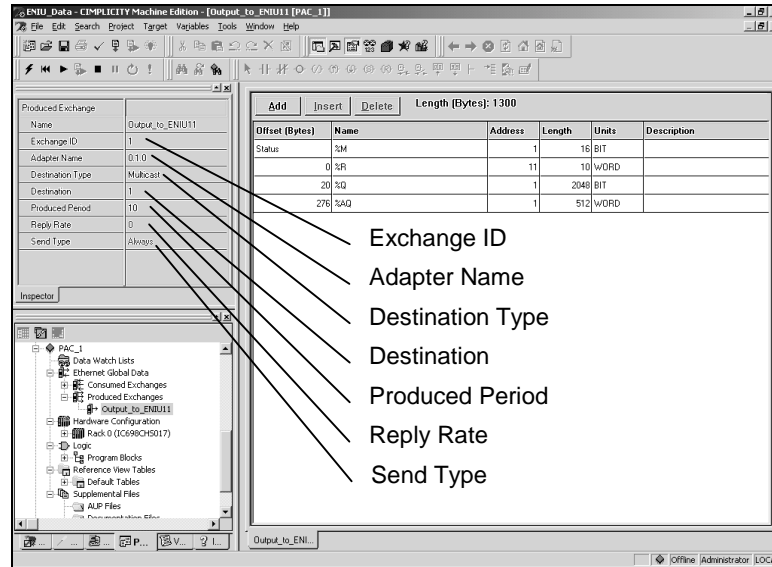 ENIU_Data - CIMPLICITY Machine Edition - [Output_to_ENIU11 [PAC_1]]
File Edit Search Project Target Variables Tools Window Help
Produced Exchange
Name Output_to_ENIU11
Exchange ID 1
Adapter Name 0.1.0
Destination Type Multicast
Destination 1
Produced Period 10
Reply Rate 0
Send Type Always
Inspector
PAC_1
Data Watch Lists
Ethernet Global Data
Consumed Exchanges
Produced Exchanges
Output_to_ENIU11
Hardware Configuration
Rack 0 (IC698CHS017)
Logic
Program Blocks
Reference View Tables
Default Tables
Supplemental Files
AUP Files
Documentation Files
P... V... I...
Add Insert Delete Length (Bytes): 1300
Offset (Bytes) Name Address Length Units Description
Status %M 1 16 BIT
0 %R 11 10 WORD
20 %Q 1 2048 BIT
276 %AQ 1 512 WORD
Exchange ID
Adapter Name
Destination Type
Destination
Produced Period
Reply Rate
Send Type
Output_to_ENI...
Offline Administrator LOCA